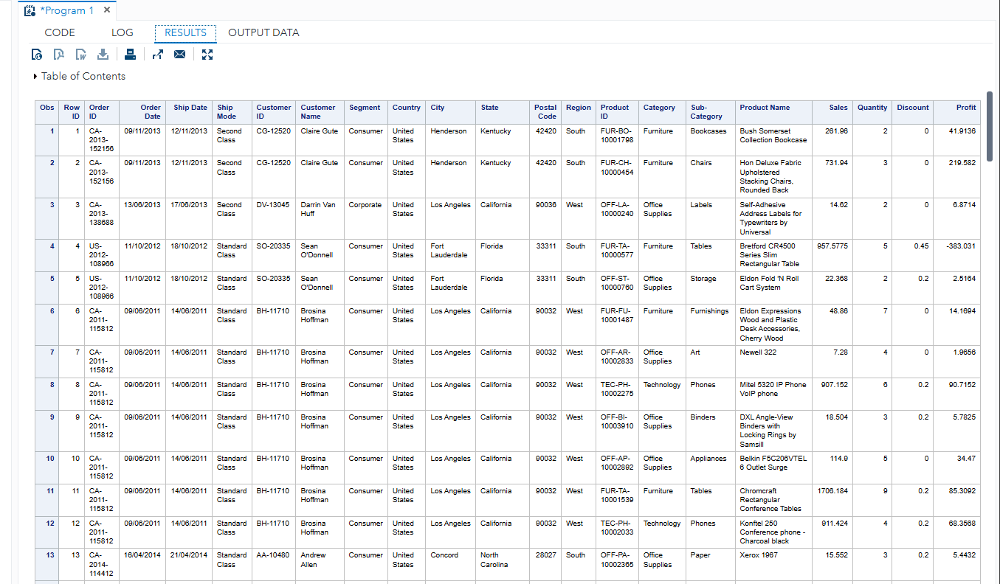 *Program 1 ×
CODE LOG RESULTS OUTPUT DATA
Table of Contents
Obs Row ID Order ID Order Date Ship Date Ship Mode Customer ID Customer Name Segment Country City State Postal Code Region Product ID Category Sub-Category Product Name Sales Quantity Discount Profit
1 1 CA-2013-152156 09/11/2013 12/11/2013 Second Class CG-12520 Claire Gute Consumer United States Henderson Kentucky 42420 South FUR-BO-10001798 Furniture Bookcases Bush Somerset Collection Bookcase 261.96 2 0 41.9136
2 2 CA-2013-152156 09/11/2013 12/11/2013 Second Class CG-12520 Claire Gute Consumer United States Henderson Kentucky 42420 South FUR-CH-10000454 Furniture Chairs Hon Deluxe Fabric Upholstered Stacking Chairs, Rounded Back 731.94 3 0 219.582
3 3 CA-2013-138688 13/06/2013 17/06/2013 Second Class DV-13045 Darrin Van Huff Corporate United States Los Angeles California 90036 West OFF-LA-10000240 Office Supplies Labels Self-Adhesive Address Labels for Typewriters by Universal 14.62 2 0 6.8714
4 4 US-2012-108966 11/10/2012 18/10/2012 Standard Class SO-20335 Sean O'Donnell Consumer United States Fort Lauderdale Florida 33311 South FUR-TA-10000577 Furniture Tables Bretford CR4500 Series Slim Rectangular Table 957.5775 5 0.45 -383.031
5 5 US-2012-108966 11/10/2012 18/10/2012 Standard Class SO-20335 Sean O'Donnell Consumer United States Fort Lauderdale Florida 33311 South OFF-ST-10000760 Office Supplies Storage Eldon Fold 'N Roll Cart System 22.368 2 0.2 2.5164
6 6 CA-2011-115812 09/06/2011 14/06/2011 Standard Class BH-11710 Brosina Hoffman Consumer United States Los Angeles California 90032 West FUR-FU-10001487 Furniture Furnishings Eldon Expressions Wood and Plastic Desk Accessories, Cherry Wood 48.86 7 0 14.1694
7 7 CA-2011-115812 09/06/2011 14/06/2011 Standard Class BH-11710 Brosina Hoffman Consumer United States Los Angeles California 90032 West OFF-AR-10002833 Office Supplies Art Newell 322 7.28 4 0 1.9656
8 8 CA-2011-115812 09/06/2011 14/06/2011 Standard Class BH-11710 Brosina Hoffman Consumer United States Los Angeles California 90032 West TEC-PH-10002275 Technology Phones Mitel 5320 IP Phone VoIP phone 907.152 6 0.2 90.7152
9 9 CA-2011-115812 09/06/2011 14/06/2011 Standard Class BH-11710 Brosina Hoffman Consumer United States Los Angeles California 90032 West OFF-BI-10003910 Office Supplies Binders DXL Angle-View Binders with Locking Rings by Samsill 18.504 3 0.2 5.7825
10 10 CA-2011-115812 09/06/2011 14/06/2011 Standard Class BH-11710 Brosina Hoffman Consumer United States Los Angeles California 90032 West OFF-AP-10002892 Office Supplies Appliances Belkin F5C206VTEL 6 Outlet Surge 114.9 5 0 34.47
11 11 CA-2011-115812 09/06/2011 14/06/2011 Standard Class BH-11710 Brosina Hoffman Consumer United States Los Angeles California 90032 West FUR-TA-10001539 Furniture Tables Chromcraft Rectangular Conference Tables 1706.184 9 0.2 85.3092
12 12 CA-2011-115812 09/06/2011 14/06/2011 Standard Class BH-11710 Brosina Hoffman Consumer United States Los Angeles California 90032 West TEC-PH-10002033 Technology Phones Konftel 250 Conference phone - Charcoal black 911.424 4 0.2 68.3568
13 13 CA-2014-114412 16/04/2014 21/04/2014 Standard Class AA-10480 Andrew Allen Consumer United States Concord North Carolina 28027 South OFF-PA-10002365 Office Supplies Paper Xerox 1967 15.552 3 0.2 5.4432